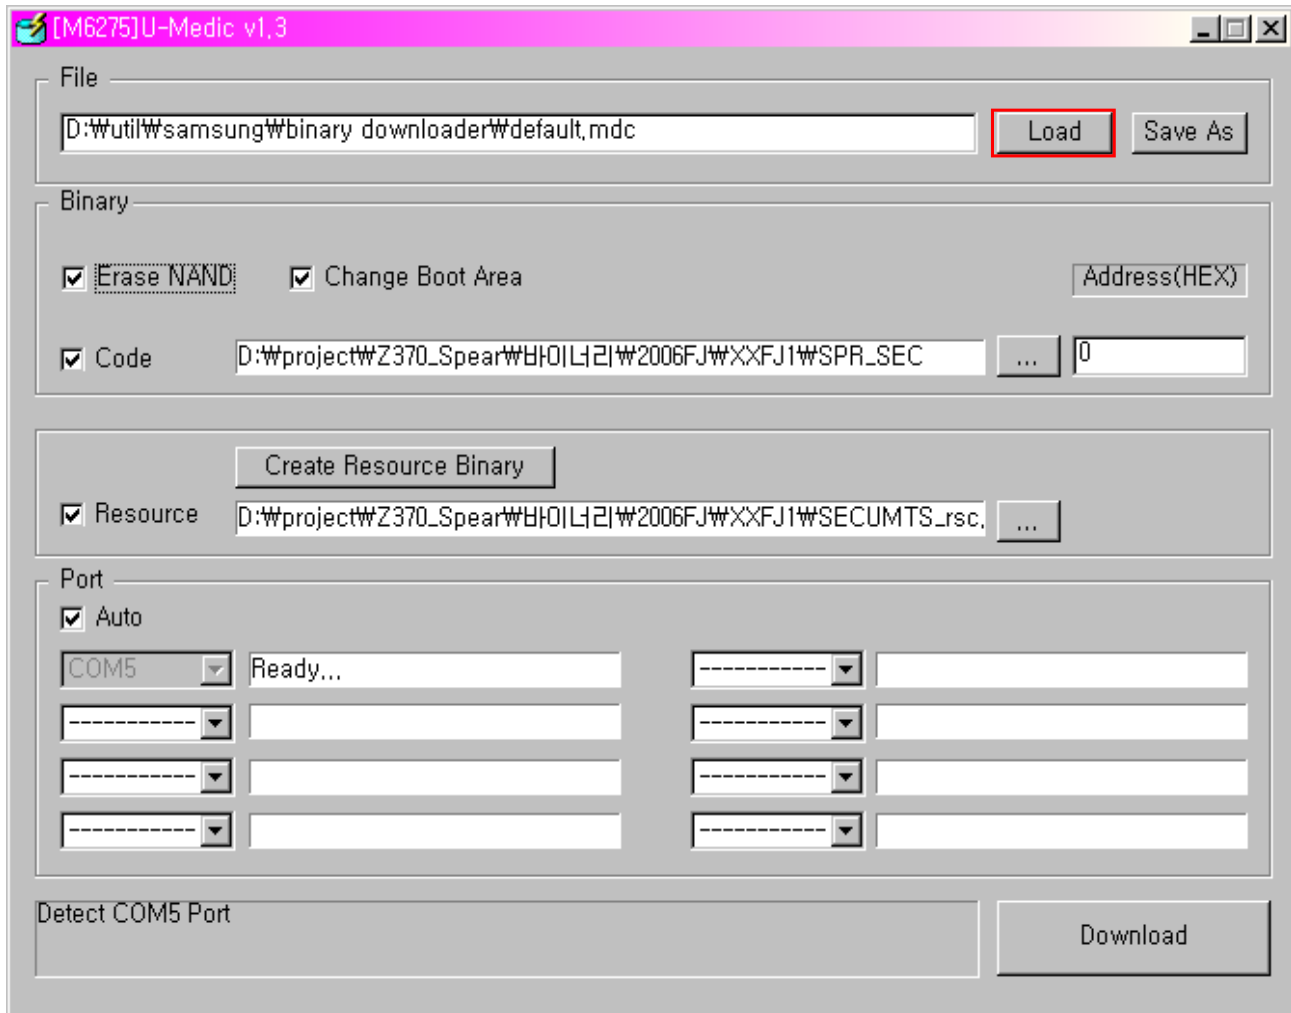 [M6275]U-Medic v1.3
File
D:₩util₩samsung₩binary downloader₩default.mdc
Load
Save As
Binary
Erase NAND
Change Boot Area
Address(HEX)
Code
D:₩project₩Z370_Spear₩바이너리₩2006FJ₩XXFJ1₩SPR_SEC
...
0
Create Resource Binary
Resource
D:₩project₩Z370_Spear₩바이너리₩2006FJ₩XXFJ1₩SECUMTS_rsc.
...
Port
Auto
COM5
Ready...
-----------
-----------
-----------
-----------
-----------
-----------
-----------
Detect COM5 Port
Download